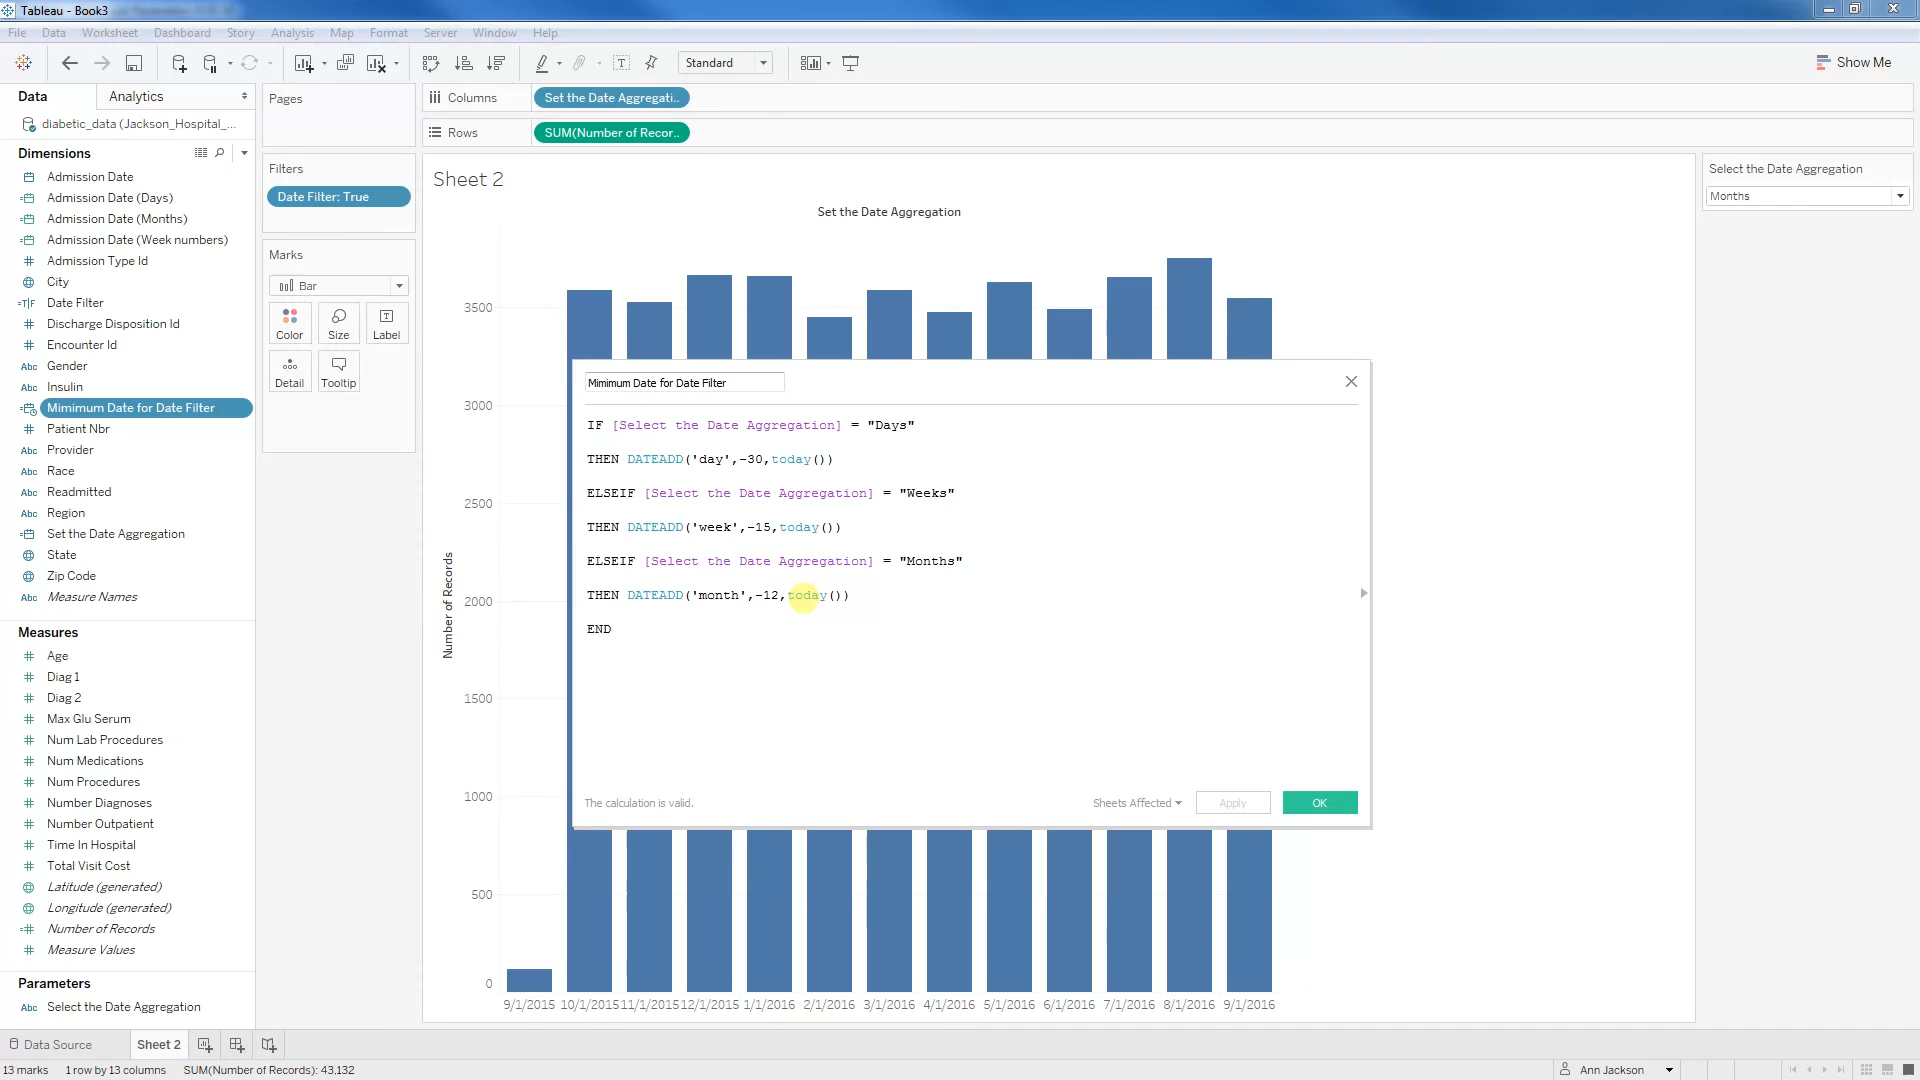 Tableau - Book3
File Data Worksheet Dashboard Story Analysis Map Format Server Window Help
Standard
Show Me
Data
Analytics
diabetic_data (Jackson_Hospital_...
Dimensions
Admission Date
Admission Date (Days)
Admission Date (Months)
Admission Date (Week numbers)
Admission Type Id
City
=T|F Date Filter
Discharge Disposition Id
Encounter Id
Abc Gender
Abc Insulin
Mimimum Date for Date Filter
Patient Nbr
Abc Provider
Abc Race
Abc Readmitted
Abc Region
Set the Date Aggregation
State
Zip Code
Abc Measure Names
Measures
Age
Diag 1
Diag 2
Max Glu Serum
Num Lab Procedures
Num Medications
Num Procedures
Number Diagnoses
Number Outpatient
Time In Hospital
Total Visit Cost
Latitude (generated)
Longitude (generated)
Number of Records
Measure Values
Parameters
Abc Select the Date Aggregation
Pages
Filters
Date Filter: True
Marks
Bar
Color
Size
Label
Detail
Tooltip
Columns
Set the Date Aggregati..
Rows
SUM(Number of Recor..
Sheet 2
Set the Date Aggregation
Number of Records
3500
3000
2500
2000
1500
1000
500
0
9/1/2015 10/1/2015 11/1/2015 12/1/2015 1/1/2016 2/1/2016 3/1/2016 4/1/2016 5/1/2016 6/1/2016 7/1/2016 8/1/2016 9/1/2016
Mimimum Date for Date Filter
IF [Select the Date Aggregation] = "Days"
THEN DATEADD('day',-30,today())
ELSEIF [Select the Date Aggregation] = "Weeks"
THEN DATEADD('week',-15,today())
ELSEIF [Select the Date Aggregation] = "Months"
THEN DATEADD('month',-12,today())
END
The calculation is valid.
Sheets Affected
Apply
OK
Select the Date Aggregation
Months
Data Source
Sheet 2
13 marks
1 row by 13 columns
SUM(Number of Records): 43,132
Ann Jackson